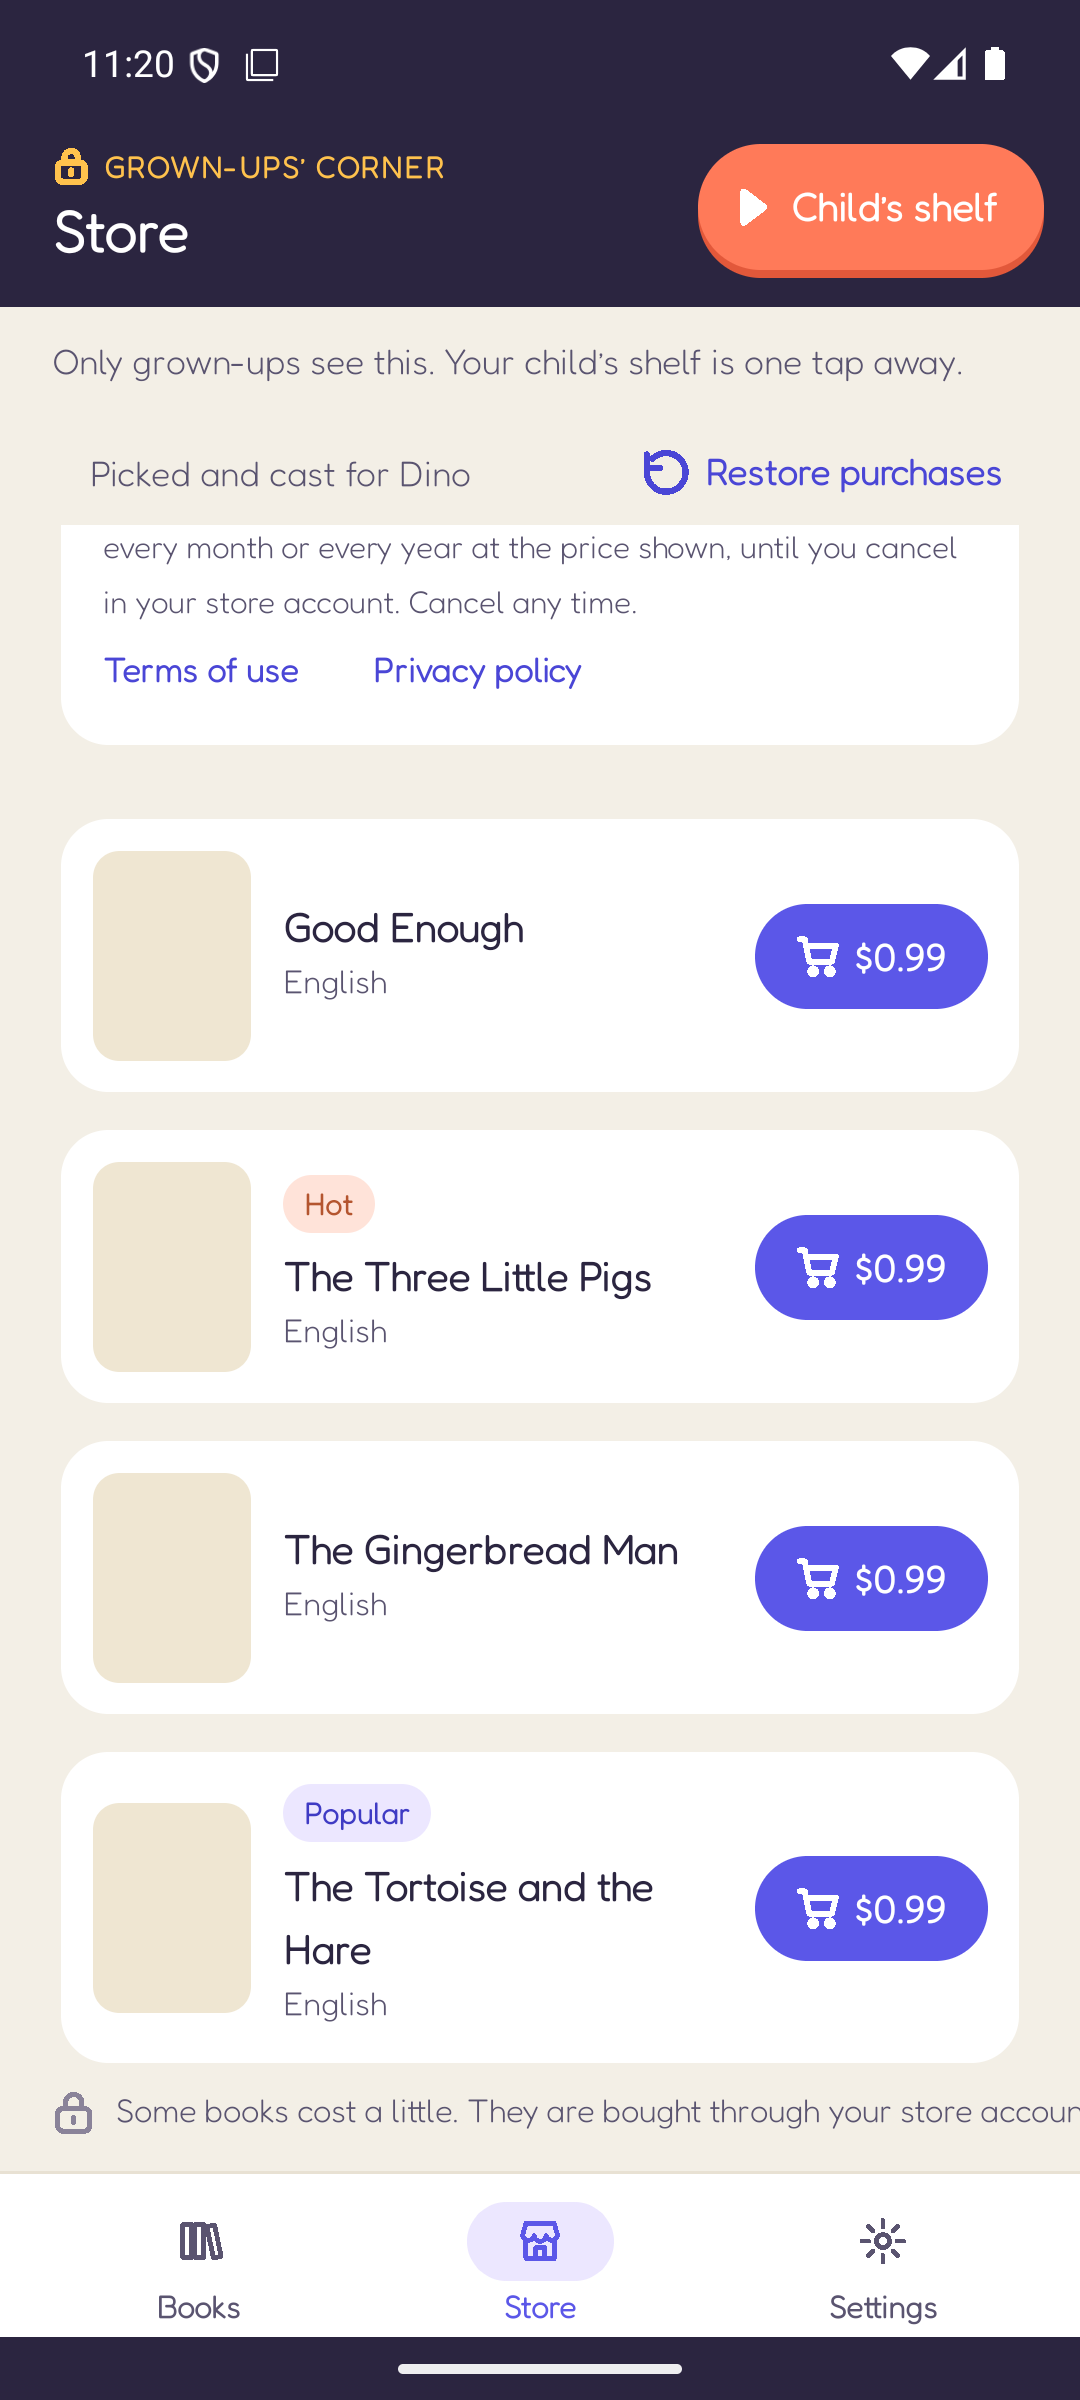 11:20
GROWN-UPS’ CORNER
Store
Child’s shelf
Only grown-ups see this. Your child’s shelf is one tap away.
Picked and cast for Dino
Restore purchases
every month or every year at the price shown, until you cancel
in your store account. Cancel any time.
Terms of use
Privacy policy
Good Enough
English
$0.99
Hot
The Three Little Pigs
English
$0.99
The Gingerbread Man
English
$0.99
Popular
The Tortoise and the
Hare
English
$0.99
Some books cost a little. They are bought through your store
Books
Store
Settings